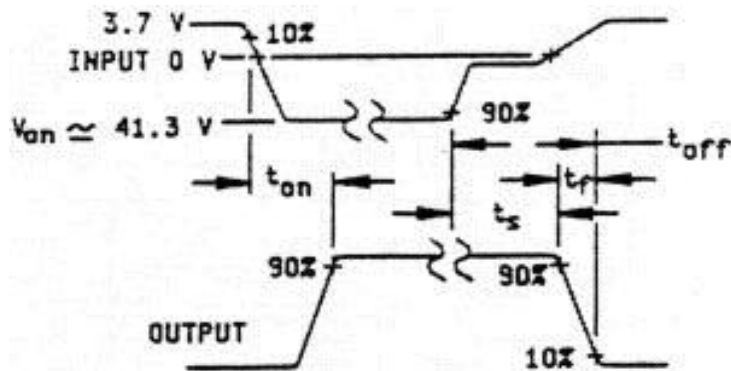 3.7 V
10%
INPUT 0 V
90%
Von ≃ 41.3 V
toff
ton
tf
ts
90%
90%
OUTPUT
10%